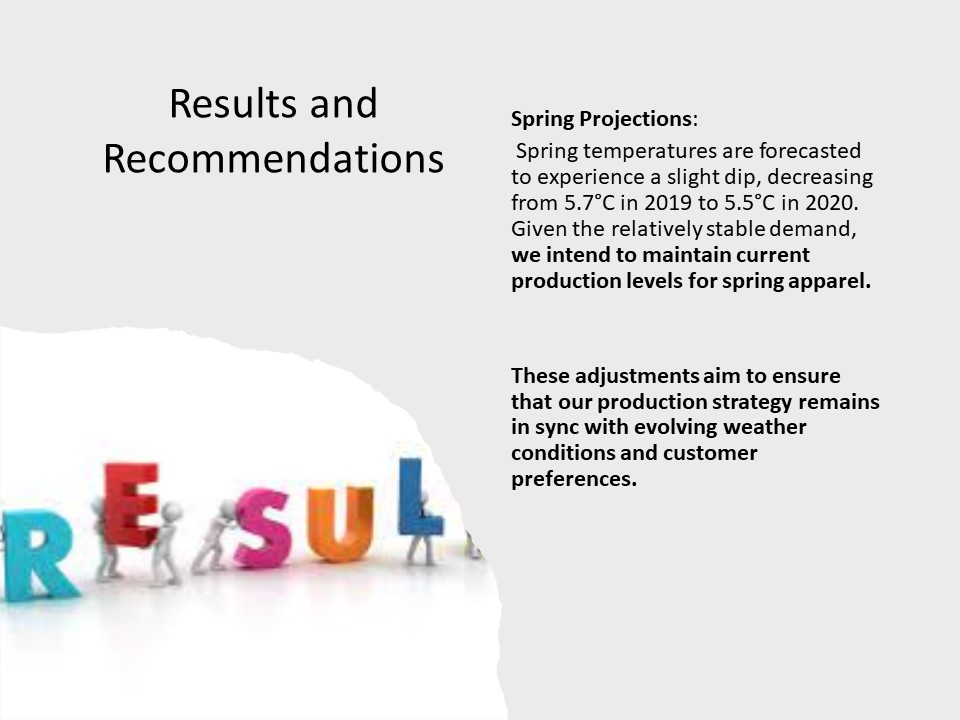 Results and
Recommendations
Spring Projections:
Spring temperatures are forecasted
to experience a slight dip, decreasing
from 5.7°C in 2019 to 5.5°C in 2020.
Given the relatively stable demand,
we intend to maintain current
production levels for spring apparel.
These adjustments aim to ensure
that our production strategy remains
in sync with evolving weather
conditions and customer
preferences.
RESUL